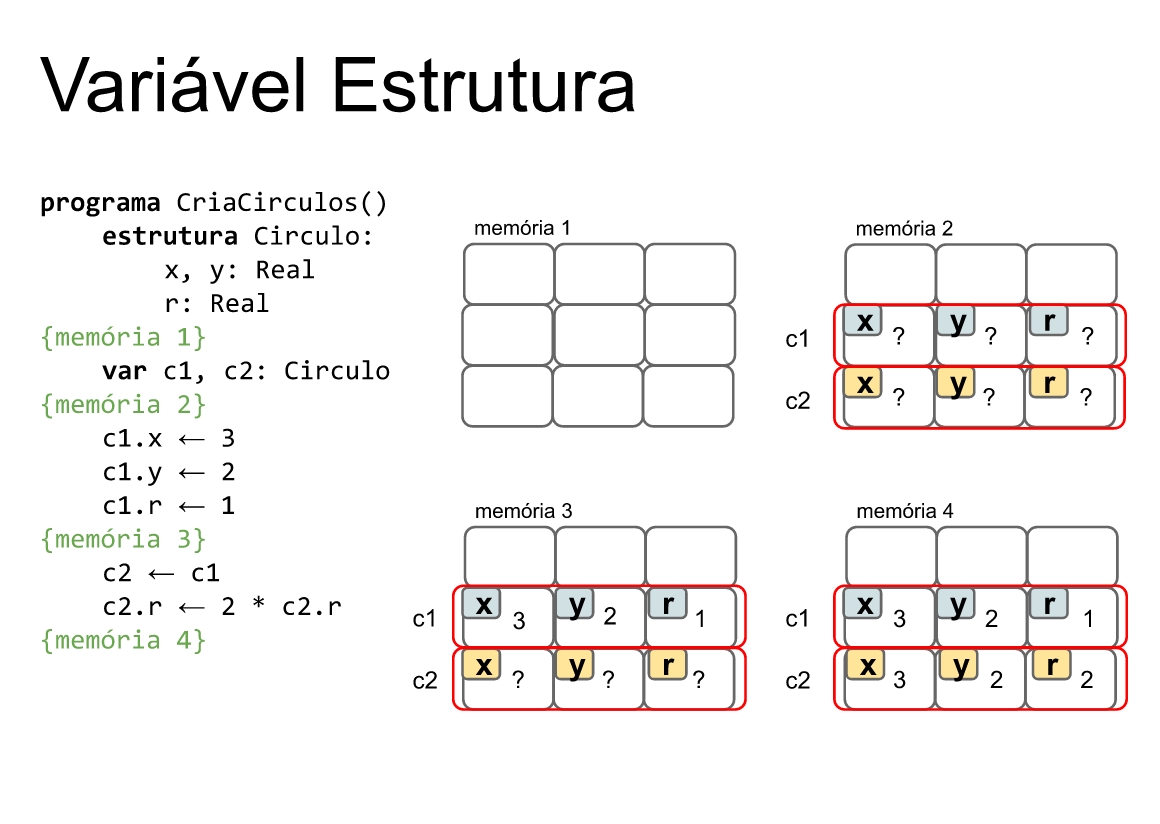 Variável Estrutura
programa CriaCirculos()
estrutura Circulo:
x, y: Real
r: Real
{memória 1}
var c1, c2: Circulo
{memória 2}
c1.x ← 3
c1.y ← 2
c1.r ← 1
{memória 3}
c2 ← c1
c2.r ← 2 * c2.r
{memória 4}
memória 1
memória 2
c1 x ? y ? r ?
c2 x ? y ? r ?
memória 3
c1 x 3 y 2 r 1
c2 x ? y ? r ?
memória 4
c1 x 3 y 2 r 1
c2 x 3 y 2 r 2